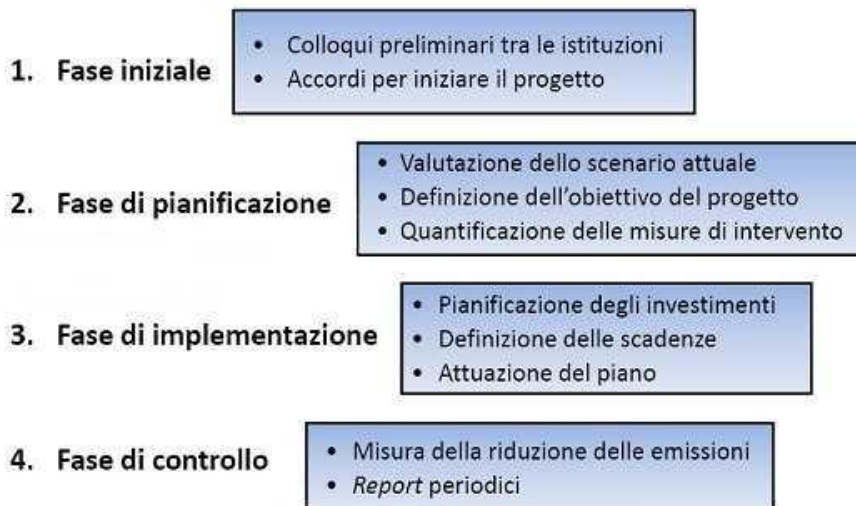 1. Fase iniziale
• Colloqui preliminari tra le istituzioni
• Accordi per iniziare il progetto
2. Fase di pianificazione
• Valutazione dello scenario attuale
• Definizione dell’obiettivo del progetto
• Quantificazione delle misure di intervento
3. Fase di implementazione
• Pianificazione degli investimenti
• Definizione delle scadenze
• Attuazione del piano
4. Fase di controllo
• Misura della riduzione delle emissioni
• Report periodici